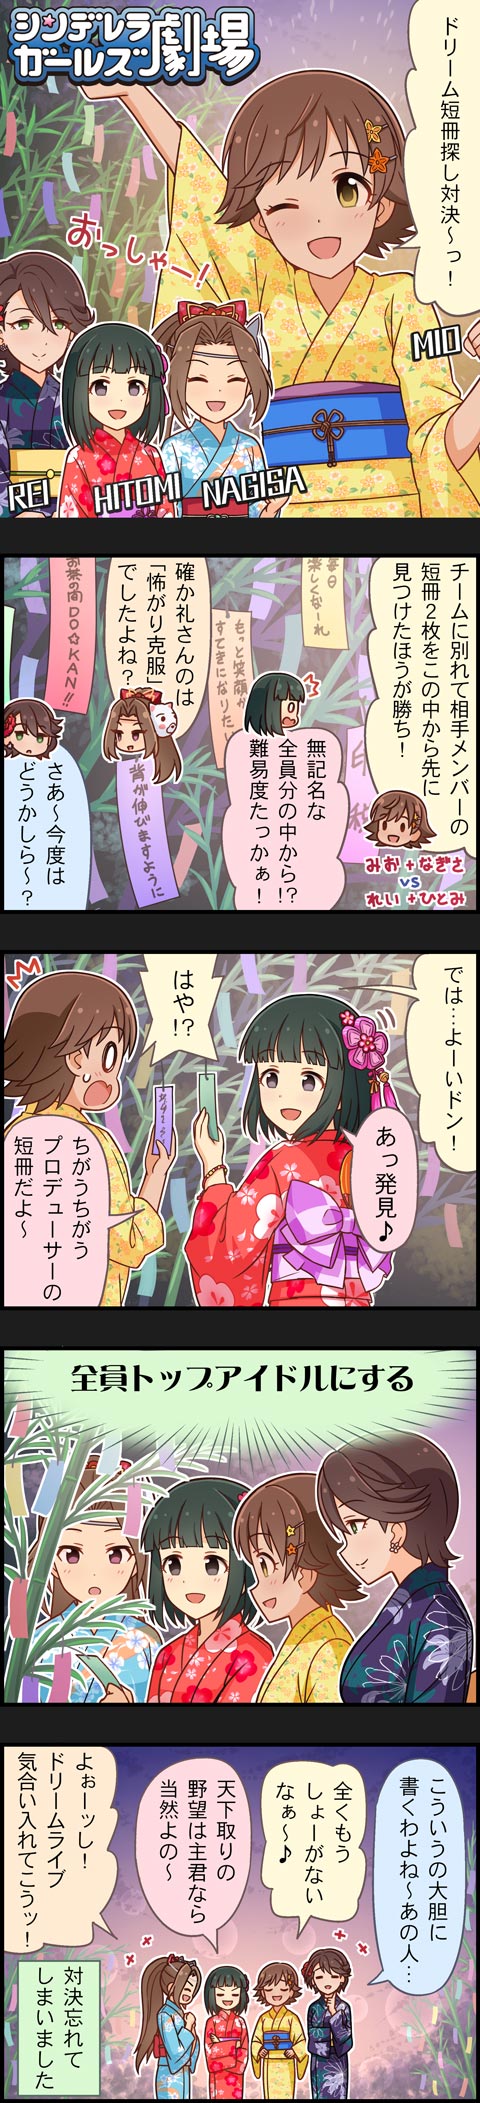 シンデレラ
ガールズ劇場
ドリーム短冊探し対決～っ！
おっしゃー！
MIO
REI
HITOMI
NAGISA
チームに別れて相手メンバーの
短冊２枚をこの中から先に
見つけたほうが勝ち！
みお+なぎさ
vs
れい+ひとみ
無記名な
全員分の中から!?
難易度たっかぁ！
確か礼さんのは
「怖がり克服」
でしたよね？
さあ～今度は
どうかしら～？
毎日
楽しくなーれ
もっと笑顔が
すてきになりた
背が伸びますように
お茶の間DO☆KAN!!
では…よーいドン！
あっ発見♪
はや!?
ちがうちがう
プロデューサーの
短冊だよ～
全員トップアイドルにする
こういうの大胆に
書くわよね～あの人…
全くもう
しょーがない
なぁ～♪
天下取りの
野望は主君なら
当然よの～
よぉーッし！
ドリームライブ
気合い入れてこうッ！
対決忘れて
しまいました